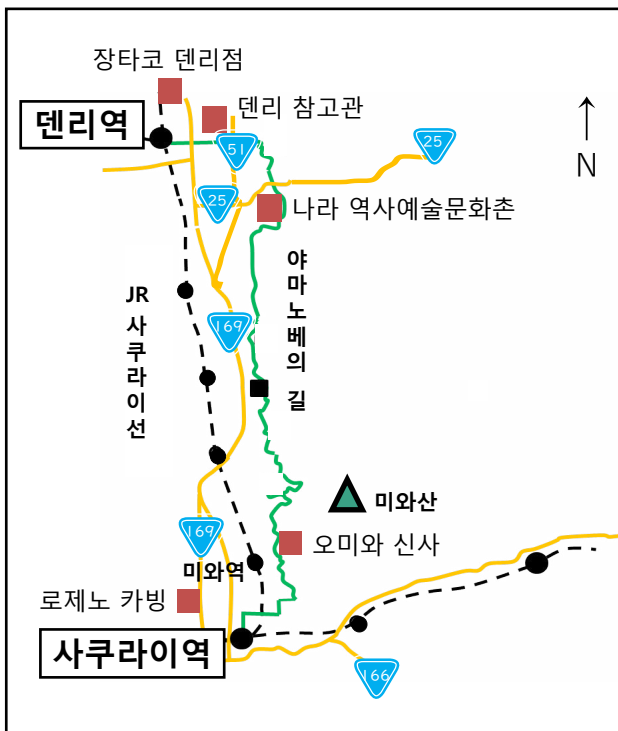 장타코 덴리점
덴리역
덴리 참고관
51
25
N
25
나라 역사예술문화촌
야마노베의 길
JR 사쿠라이선
169
미와산
169
오미와 신사
미와역
로제노 카빙
사쿠라이역
166